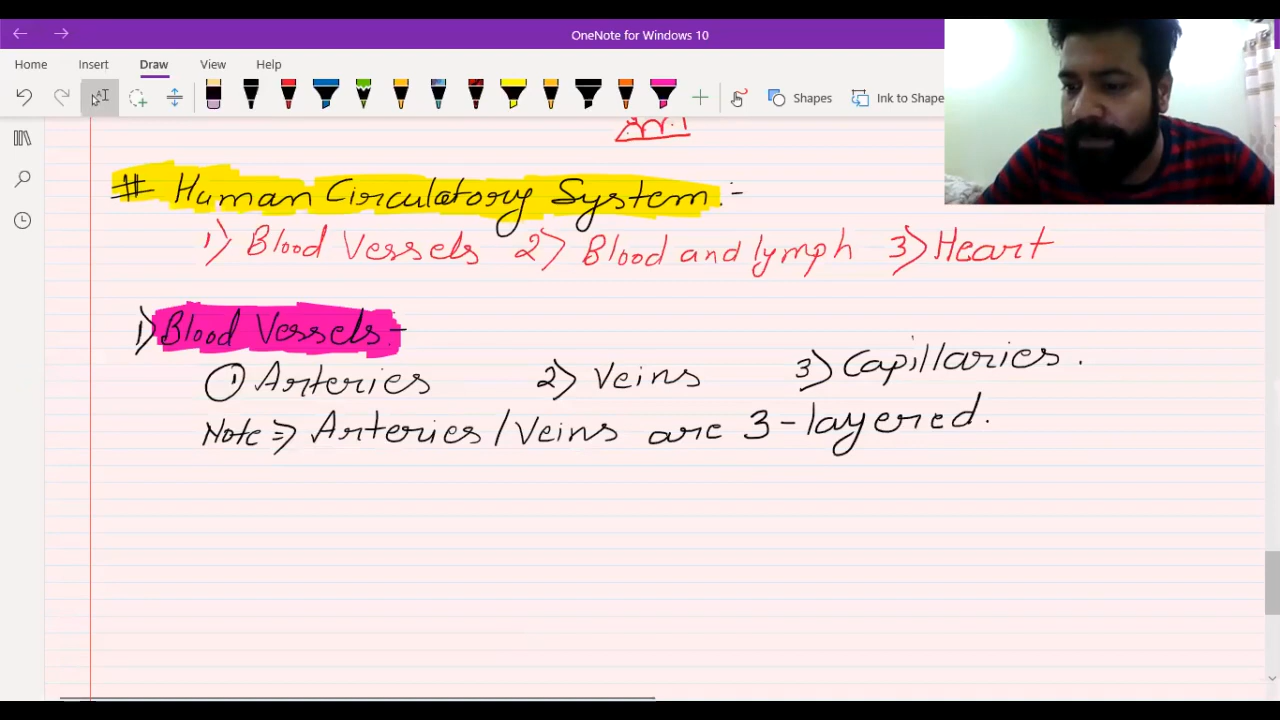 OneNote for Windows 10
Home Insert Draw View Help
Shapes Ink to Shape
# Human Circulatory System :-
1) Blood Vessels 2) Blood and lymph 3) Heart
1) Blood Vessels :-
1) Arteries 2) Veins 3) Capillaries.
Note => Arteries/Veins are 3-layered.